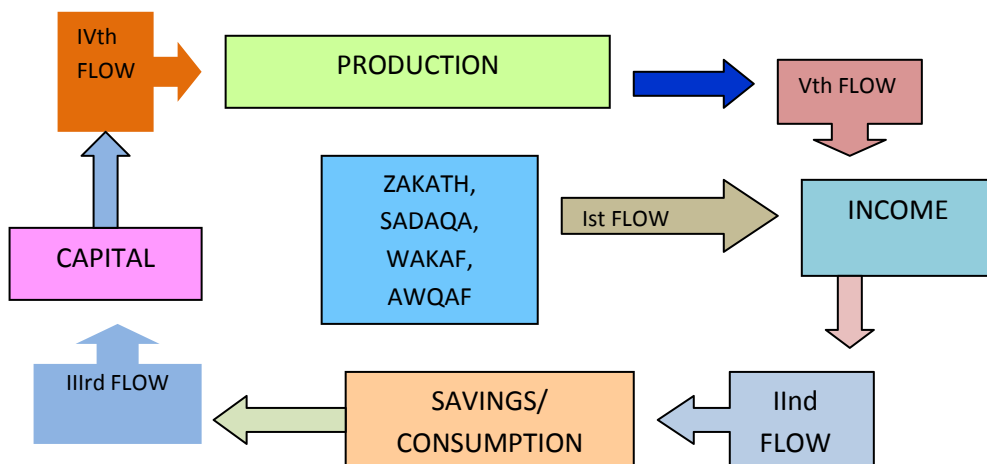 IVth
FLOW
PRODUCTION
Vth FLOW
ZAKATH,
SADAQA,
WAKAF,
AWQAF
Ist FLOW
INCOME
CAPITAL
IIIrd FLOW
SAVINGS/
CONSUMPTION
IInd
FLOW